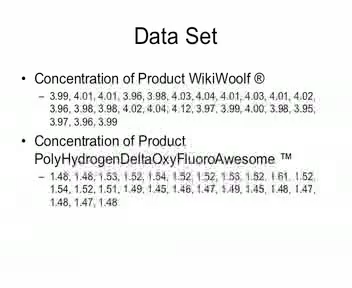 Data Set
• Concentration of Product WikiWoolf ®
– 3.99, 4.01, 4.01, 3.96, 3.98, 4.03, 4.04, 4.01, 4.03, 4.01, 4.02,
3.96, 3.98, 3.98, 4.02, 4.04, 4.12, 3.97, 3.99, 4.00, 3.98, 3.95,
3.97, 3.96, 3.99
• Concentration of Product
PolyHydrogenDeltaOxyFluoroAwesome ™
– 1.48, 1.48, 1.53, 1.52, 1.54, 1.52, 1.52, 1.53, 1.52, 1.61, 1.52,
1.54, 1.52, 1.51, 1.49, 1.45, 1.46, 1.47, 1.49, 1.45, 1.48, 1.47,
1.48, 1.47, 1.48